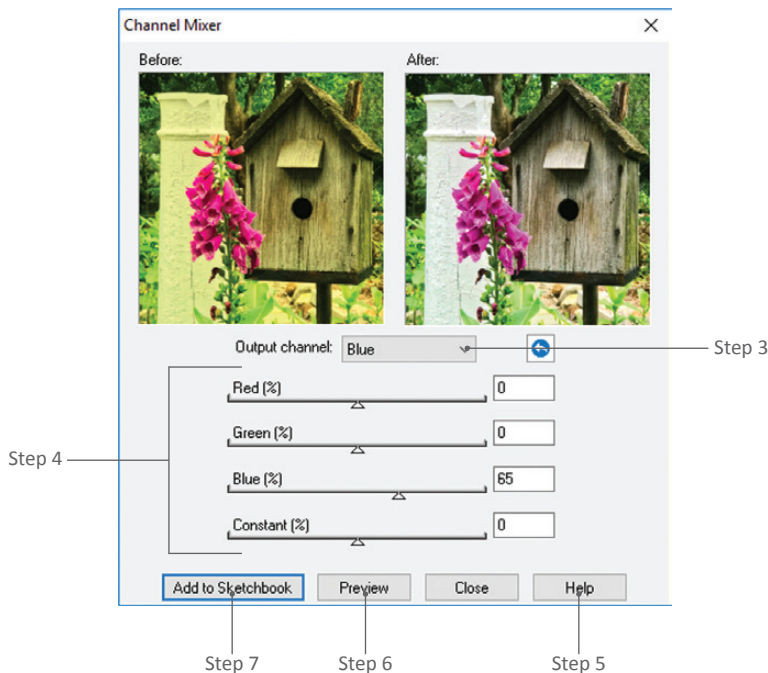 Channel Mixer
Before:
After:
Output channel: Blue
Step 3
Red (%) 0
Green (%) 0
Step 4
Blue (%) 65
Constant (%) 0
Add to Sketchbook Preview Close Help
Step 7 Step 6 Step 5